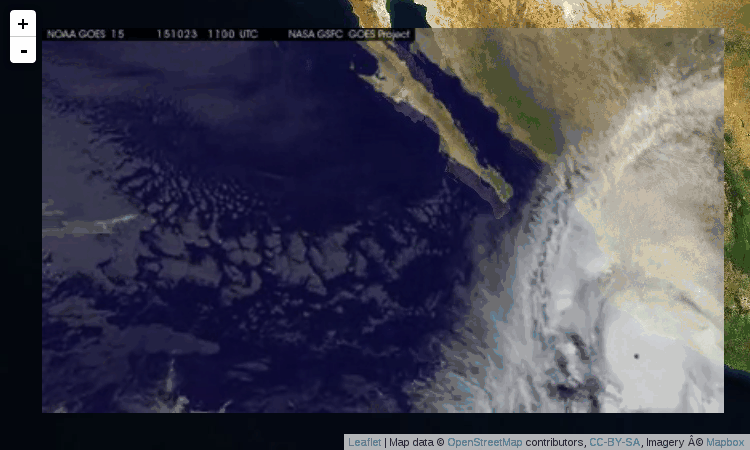 +
-
NOAA GOES 15 151023 1100 UTC NASA GSFC GOES Project
Leaflet | Map data © OpenStreetMap contributors, CC-BY-SA, Imagery Â© Mapbox